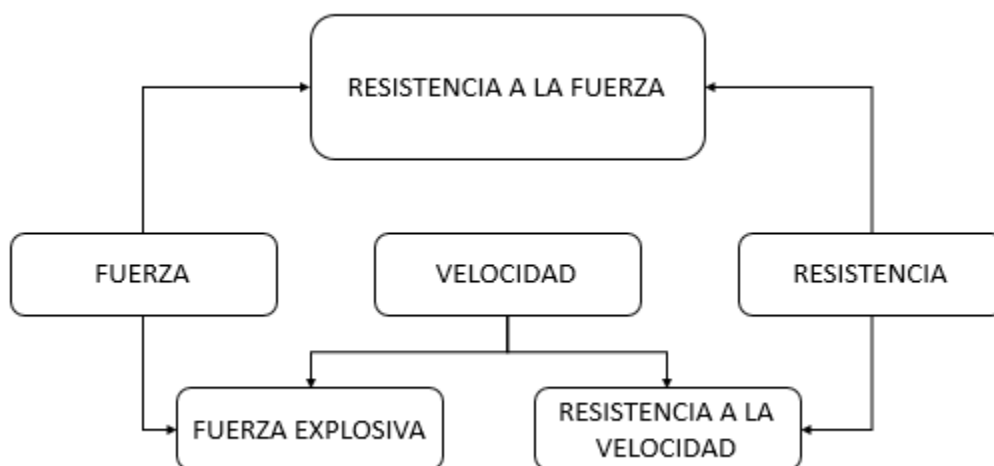 RESISTENCIA A LA FUERZA
FUERZA
VELOCIDAD
RESISTENCIA
FUERZA EXPLOSIVA
RESISTENCIA A LA
VELOCIDAD